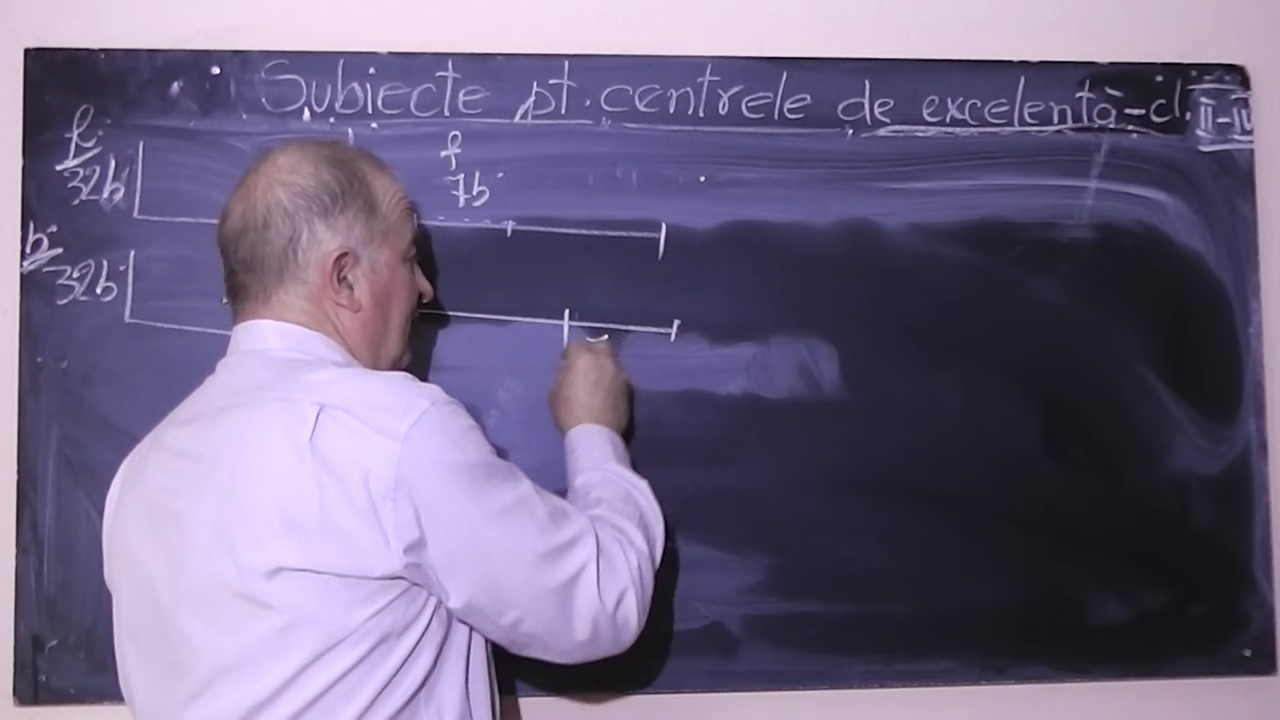 Subiecte pt. centrele de excelență-cl. II-IV
f.
32b
f
7b
b.
32b